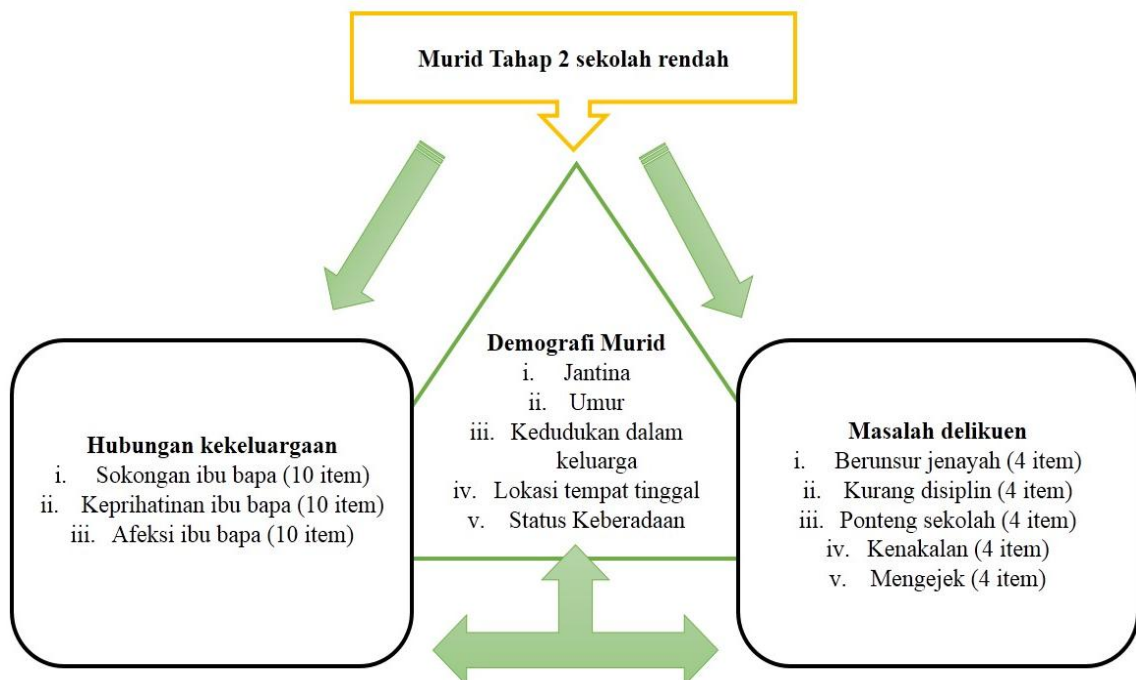 Murid Tahap 2 sekolah rendah
Hubungan kekeluargaan
i. Sokongan ibu bapa (10 item)
ii. Keprihatinan ibu bapa (10 item)
iii. Afeksi ibu bapa (10 item)
Demografi Murid
i. Jantina
ii. Umur
iii. Kedudukan dalam
keluarga
iv. Lokasi tempat tinggal
v. Status Keberadaan
Masalah delikuen
i. Berunsur jenayah (4 item)
ii. Kurang disiplin (4 item)
iii. Ponteng sekolah (4 item)
iv. Kenakalan (4 item)
v. Mengejek (4 item)